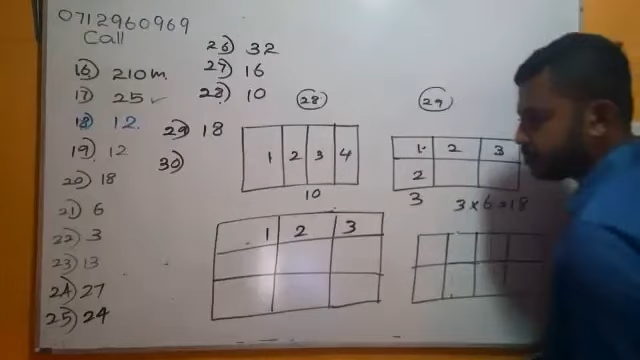 0712960969
Call
16) 210m
17) 25 ✓
18) 12
19) 12
20) 18
21) 6
22) 3
23) 13
24) 27
25) 24
26) 32
27) 16
28) 10
29) 18
30)
28
1 2 3 4
10
29
1 2 3
2
3 3 x 6 = 18
1 2 3